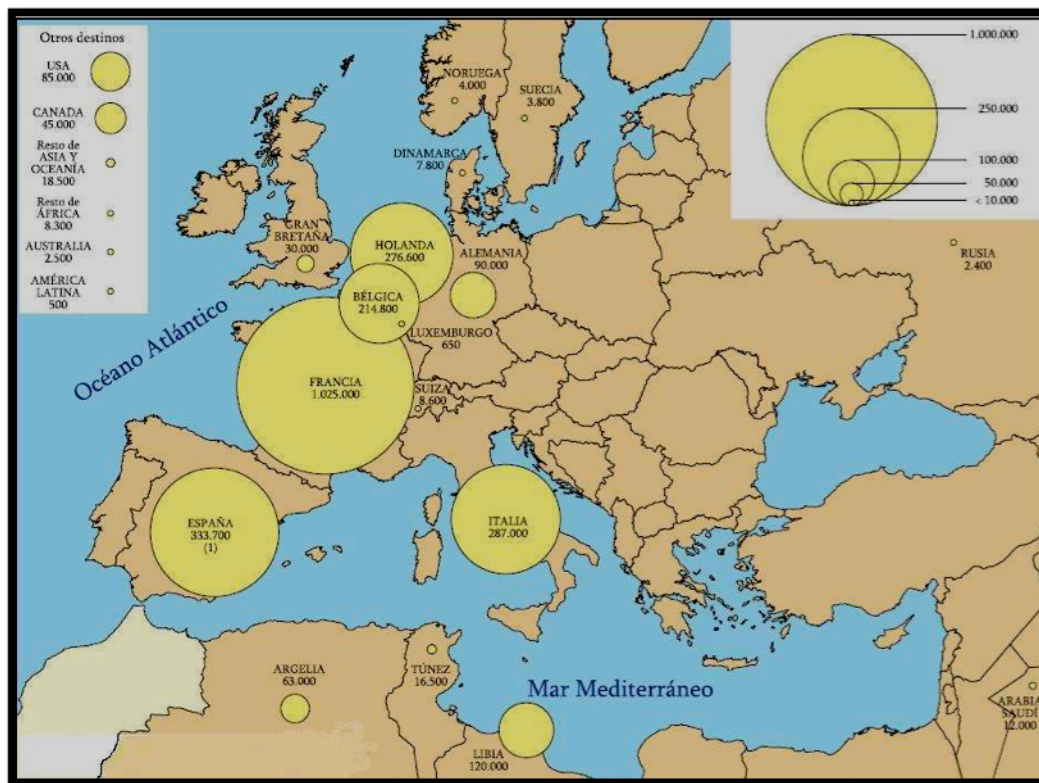 Otros destinos
USA
85.000
CANADA
45.000
Resto de
ASIA Y
OCEANÍA
18.500
Resto de
ÁFRICA
8.300
AUSTRALIA
2.500
AMÉRICA
LATINA
500
1.000.000
250.000
100.000
50.000
< 10.000
NORUEGA
4.000
SUECIA
3.800
DINAMARCA
7.800
GRAN
BRETAÑA
30.000
HOLANDA
276.600
ALEMANIA
90.000
RUSIA
2.400
BÉLGICA
214.800
LUXEMBURGO
650
Océano Atlántico
FRANCIA
1.025.000
SUIZA
8.600
ESPAÑA
333.700
(1)
ITALIA
287.000
ARGELIA
63.000
TÚNEZ
16.500
Mar Mediterráneo
LIBIA
120.000
ARABIA
SAUDÍ
12.000